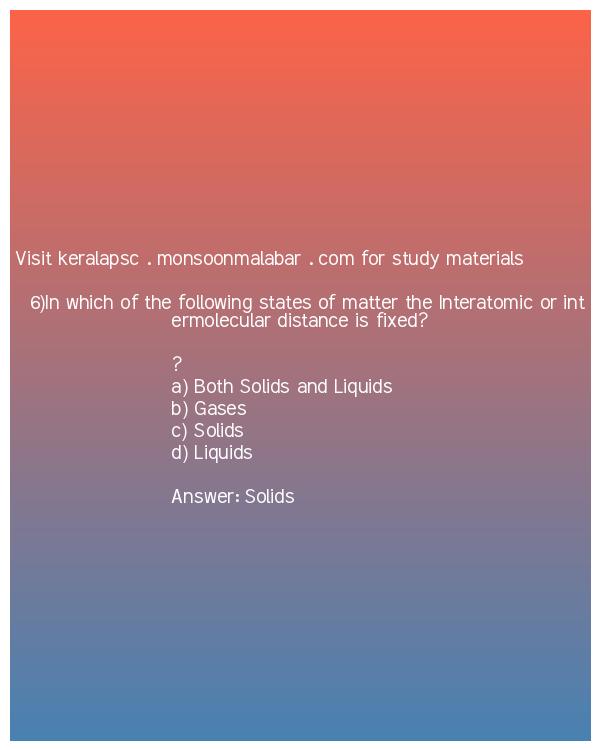 Visit keralapsc . monsoonmalabar . com for study materials
6)In which of the following states of matter the Interatomic or int
ermolecular distance is fixed?
?
a) Both Solids and Liquids
b) Gases
c) Solids
d) Liquids
Answer: Solids